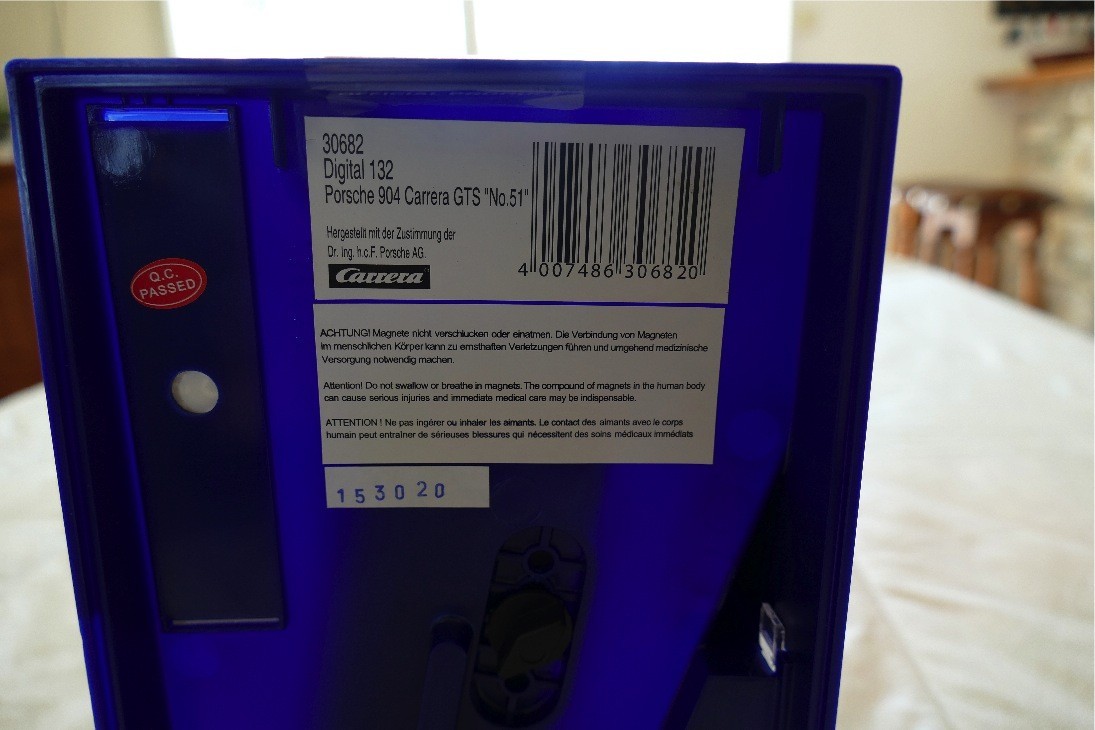 30682
Digital 132
Porsche 904 Carrera GTS "No.51"
Hergestellt mit der Zustimmung der
Dr. Ing. h.c.F. Porsche AG.
Carrera
4 007486 306820
Q.C.
PASSED
ACHTUNG! Magnete nicht verschlucken oder einatmen. Die Verbindung von Magneten
im menschlichen Körper kann zu ernsthaften Verletzungen führen und umgehend medizinische
Versorgung notwendig machen.
Attention! Do not swallow or breathe in magnets. The compound of magnets in the human body
can cause serious injuries and immediate medical care may be indispensable.
ATTENTION ! Ne pas ingérer ou inhaler les aimants. Le contact des aimants avec le corps
humain peut entraîner de sérieuses blessures qui nécessitent des soins médicaux immédiats
153020